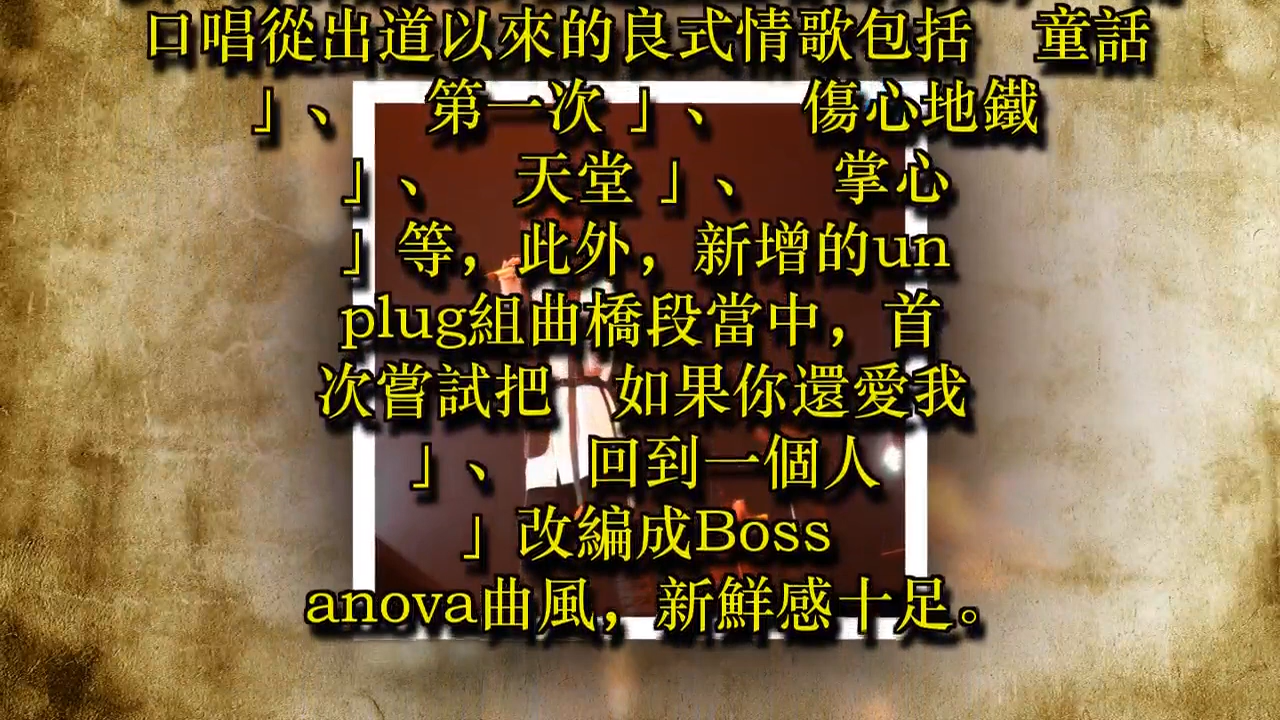 口唱從出道以來的良式情歌包括　童話
」、　第一次 」、　傷心地鐵
」、　天堂 」、　掌心
」等，此外，新增的un
plug組曲橋段當中，首
次嘗試把　如果你還愛我
」、　回到一個人
」改編成Boss
anova曲風，新鮮感十足。